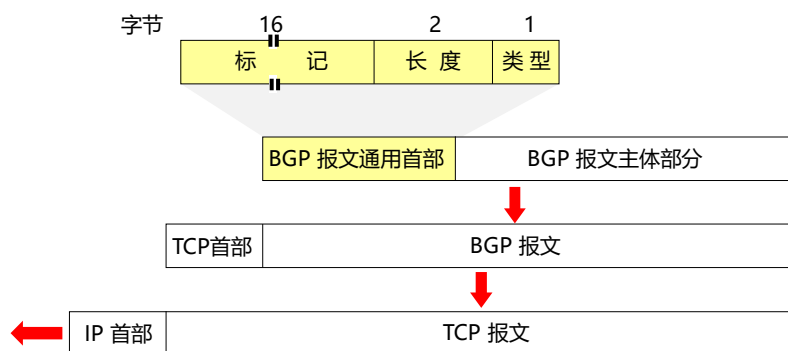 字节 16 2 1
标 记 长 度 类 型
BGP 报文通用首部 BGP 报文主体部分
TCP首部 BGP 报文
IP 首部 TCP 报文